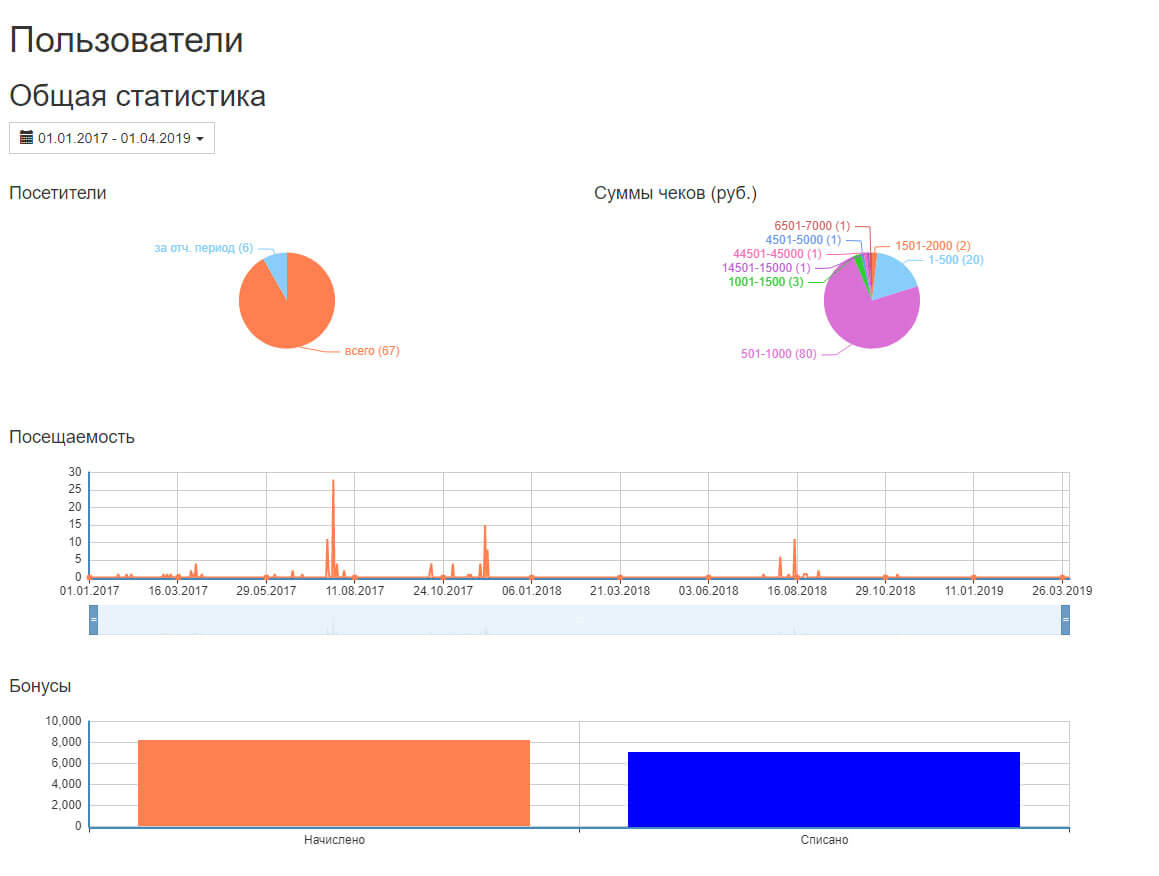 Пользователи
Общая статистика
01.01.2017 - 01.04.2019
Посетители
Суммы чеков (руб.)
за отч. период (6)
всего (67)
6501-7000 (1)
4501-5000 (1)
44501-45000 (1)
14501-15000 (1)
1001-1500 (3)
501-1000 (80)
1501-2000 (2)
1-500 (20)
Посещаемость
30
25
20
15
10
5
0
01.01.2017 16.03.2017 29.05.2017 11.08.2017 24.10.2017 06.01.2018 21.03.2018 03.06.2018 16.08.2018 29.10.2018 11.01.2019 26.03.2019
Бонусы
10,000
8,000
6,000
4,000
2,000
0
Начислено Списано